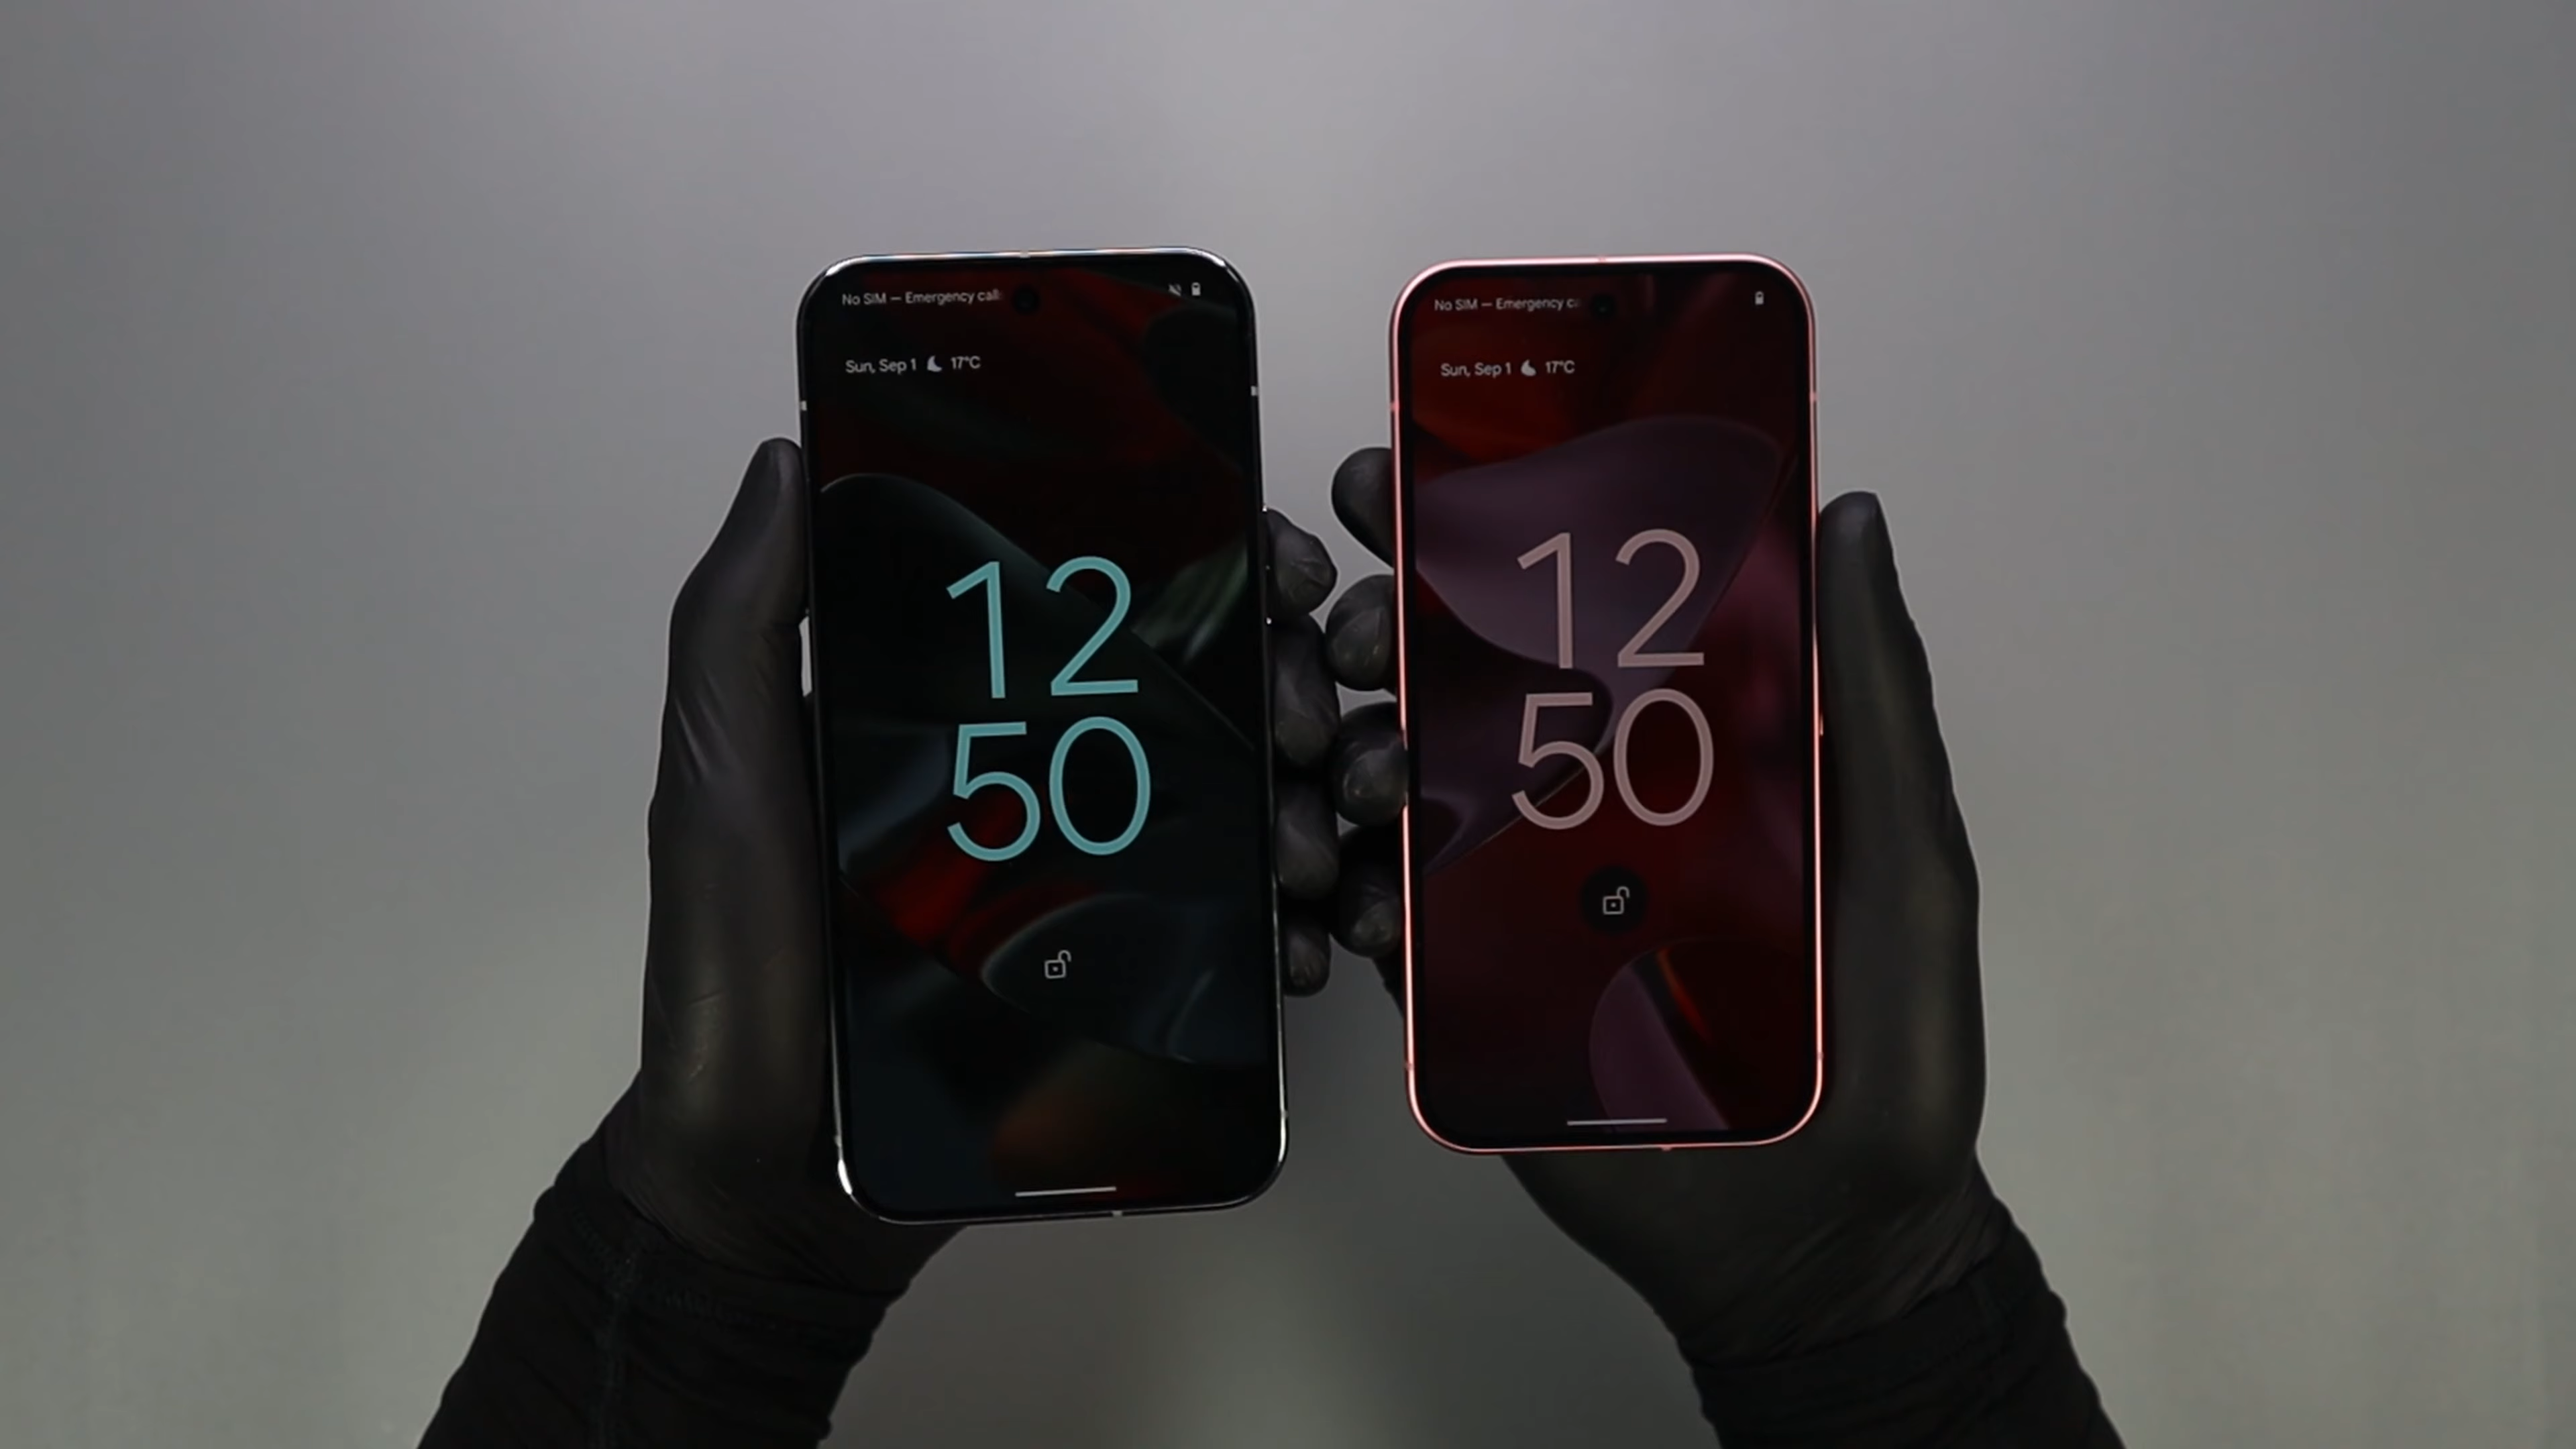 No SIM — Emergency call
Sun, Sep 1 17°C
12
50
No SIM — Emergency c
Sun, Sep 1 17°C
12
50